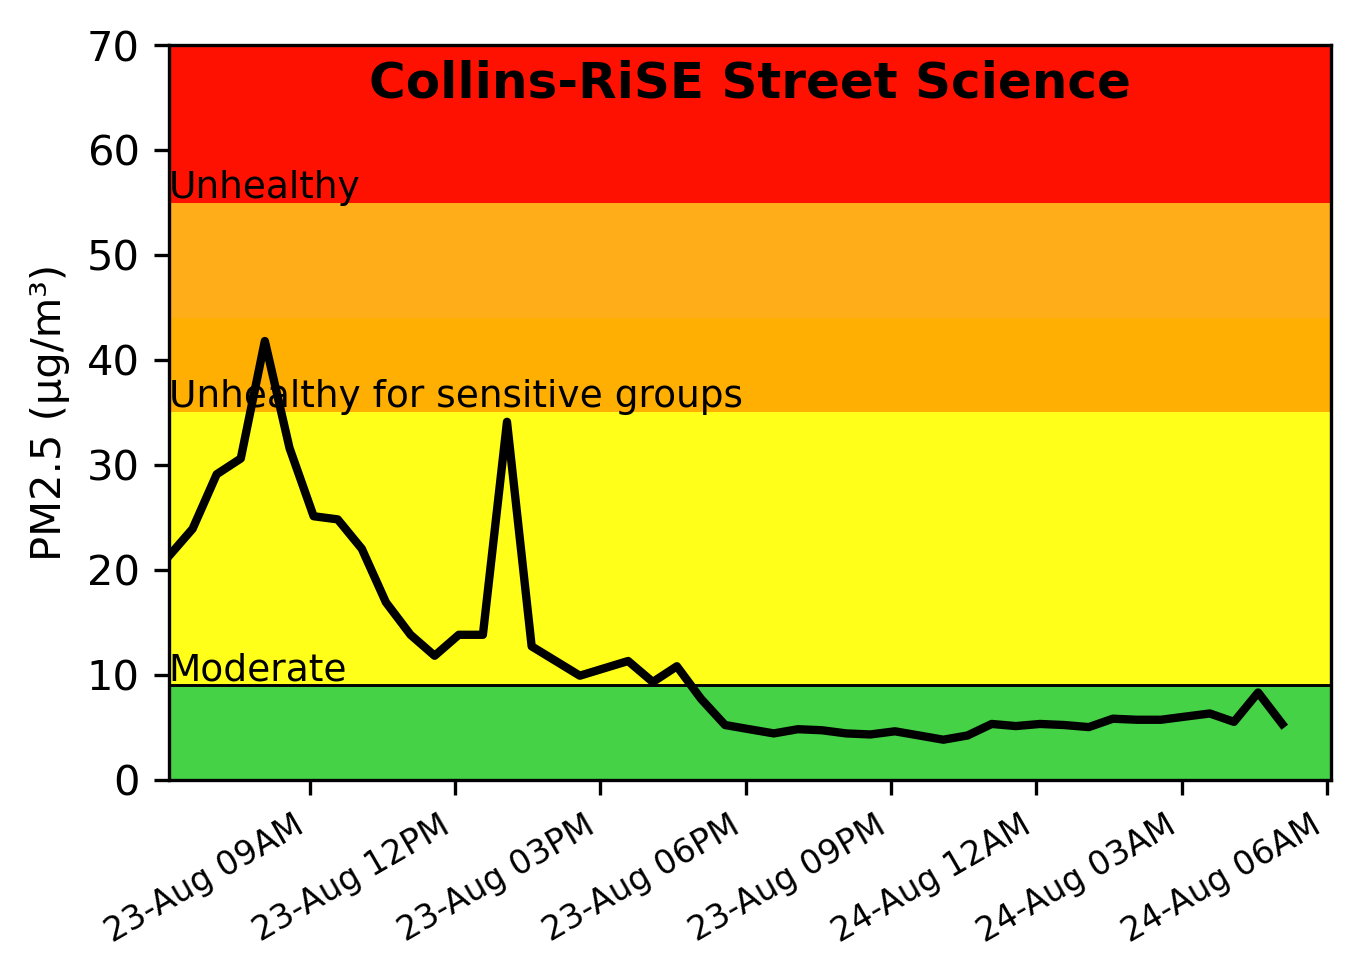 Collins-RiSE Street Science
70
60
50
40
30
20
10
0
PM2.5 (µg/m³)
Unhealthy
Unhealthy for sensitive groups
Moderate
23-Aug 09AM
23-Aug 12PM
23-Aug 03PM
23-Aug 06PM
23-Aug 09PM
24-Aug 12AM
24-Aug 03AM
24-Aug 06AM